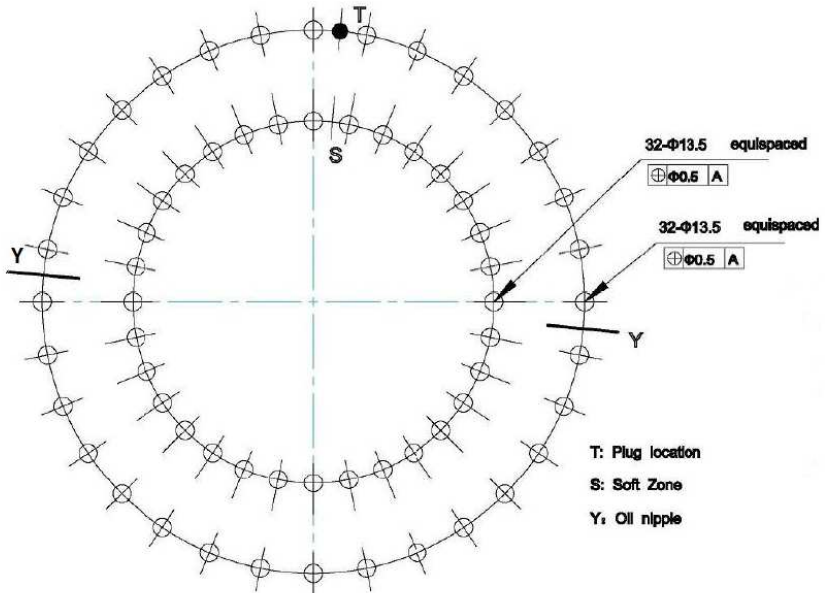 T
S
32-Φ13.5 equispaced
⌖ Φ0.5 A
32-Φ13.5 equispaced
⌖ Φ0.5 A
Y
Y
T: Plug location
S: Soft Zone
Y: Oil nipple